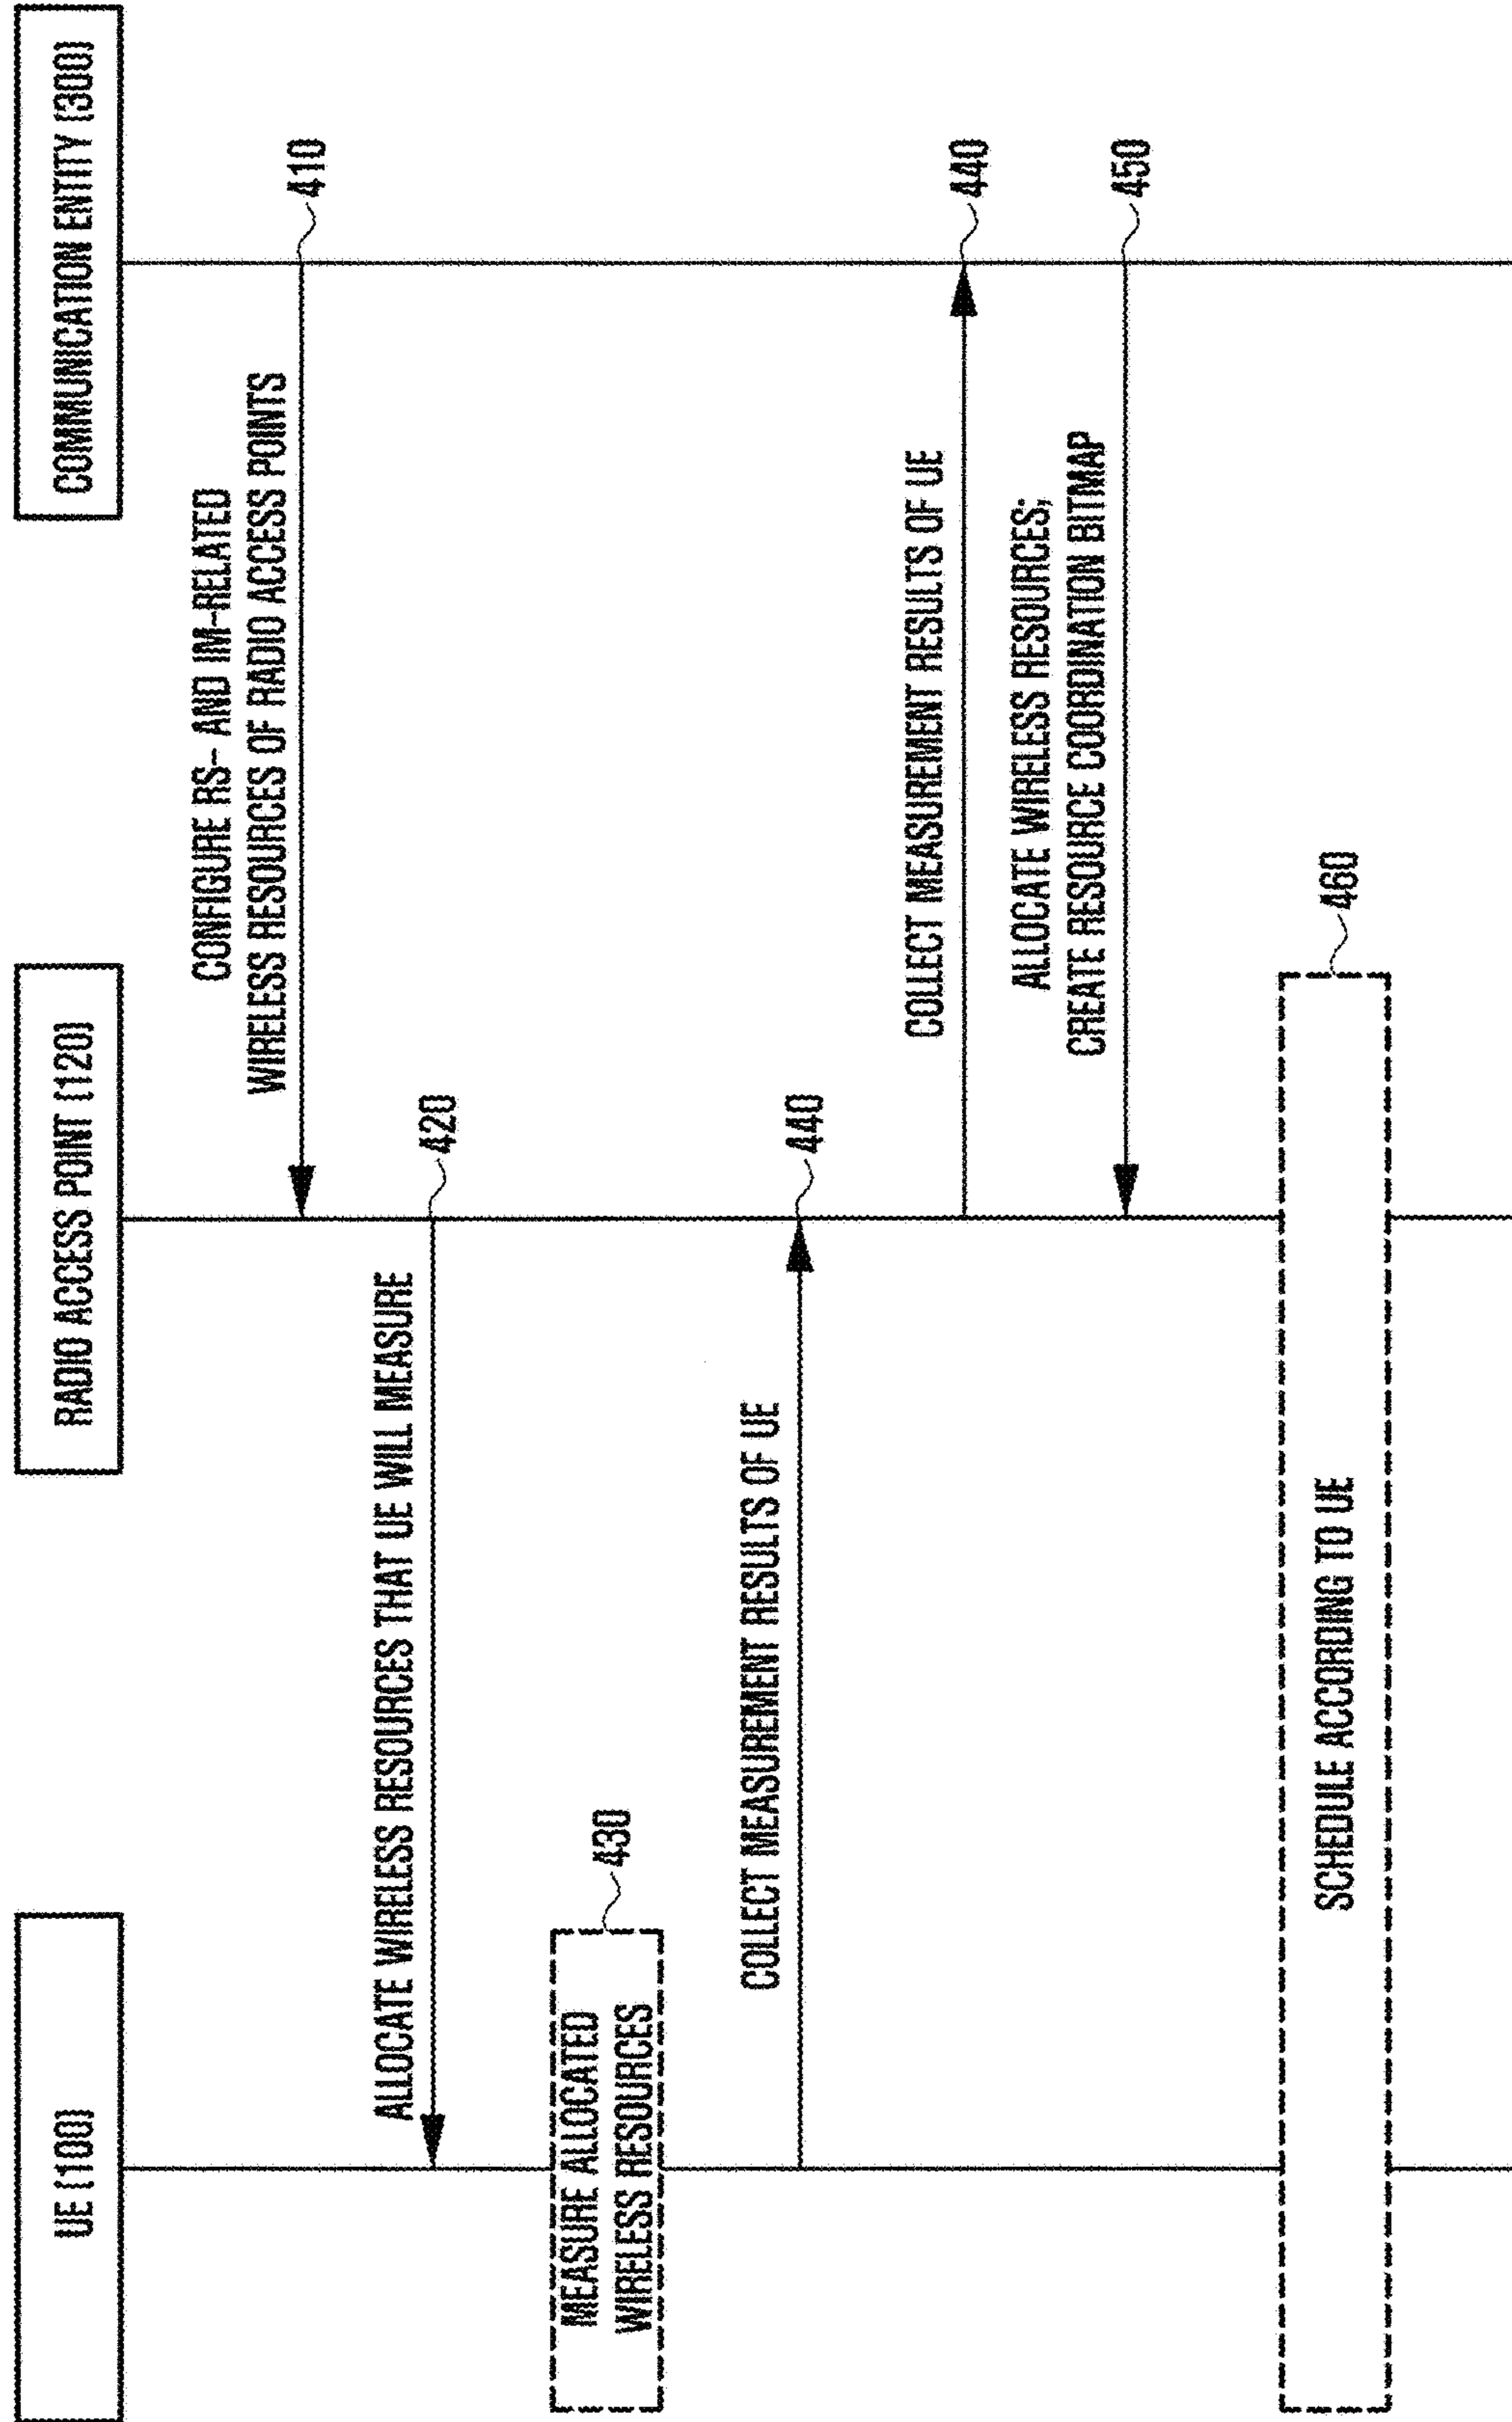 UE (100)
RADIO ACCESS POINT (120)
COMMUNICATION ENTITY (300)
CONFIGURE RS- AND IM-RELATED
WIRELESS RESOURCES OF RADIO ACCESS POINTS
410
ALLOCATE WIRELESS RESOURCES THAT UE WILL MEASURE
420
MEASURE ALLOCATED
WIRELESS RESOURCES
430
COLLECT MEASUREMENT RESULTS OF UE
440
COLLECT MEASUREMENT RESULTS OF UE
440
ALLOCATE WIRELESS RESOURCES;
CREATE RESOURCE COORDINATION BITMAP
450
SCHEDULE ACCORDING TO UE
460